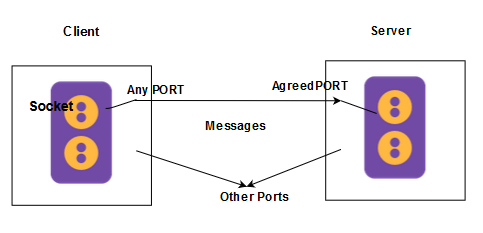 Client
Server
Any PORT
AgreedPORT
Socket
Messages
Other Ports